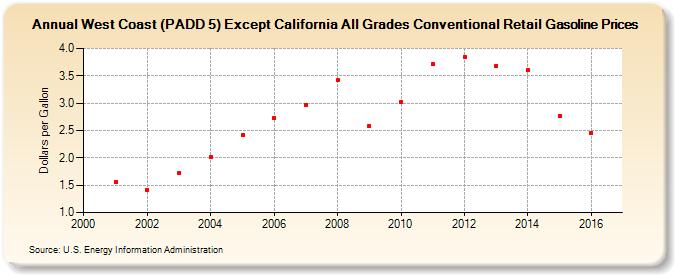 Annual West Coast (PADD 5) Except California All Grades Conventional Retail Gasoline Prices
Dollars per Gallon
4.0
3.5
3.0
2.5
2.0
1.5
1.0
2000 2002 2004 2006 2008 2010 2012 2014 2016
Source: U.S. Energy Information Administration